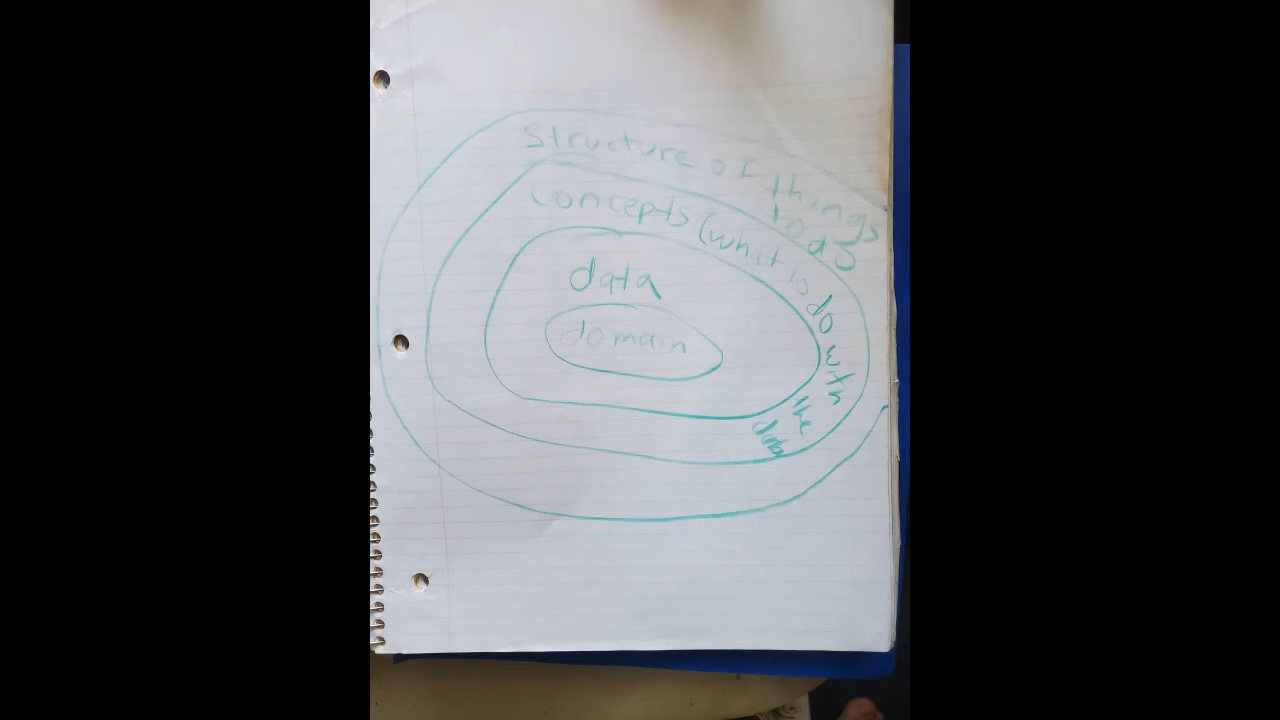 Structure of things
to do
concepts (what to do with
the
data
data
domain